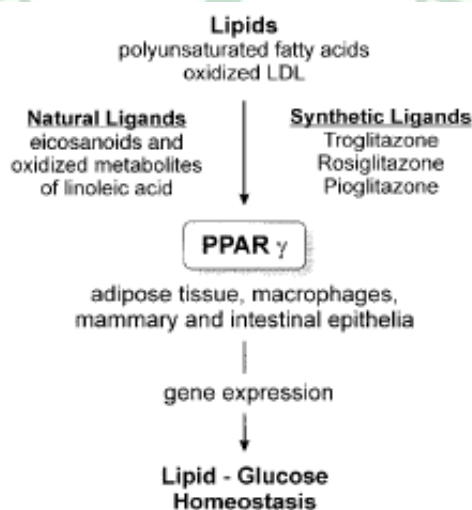 Lipids
polyunsaturated fatty acids
oxidized LDL
Natural Ligands
eicosanoids and
oxidized metabolites
of linoleic acid
Synthetic Ligands
Troglitazone
Rosiglitazone
Pioglitazone
PPAR γ
adipose tissue, macrophages,
mammary and intestinal epithelia
gene expression
Lipid - Glucose
Homeostasis